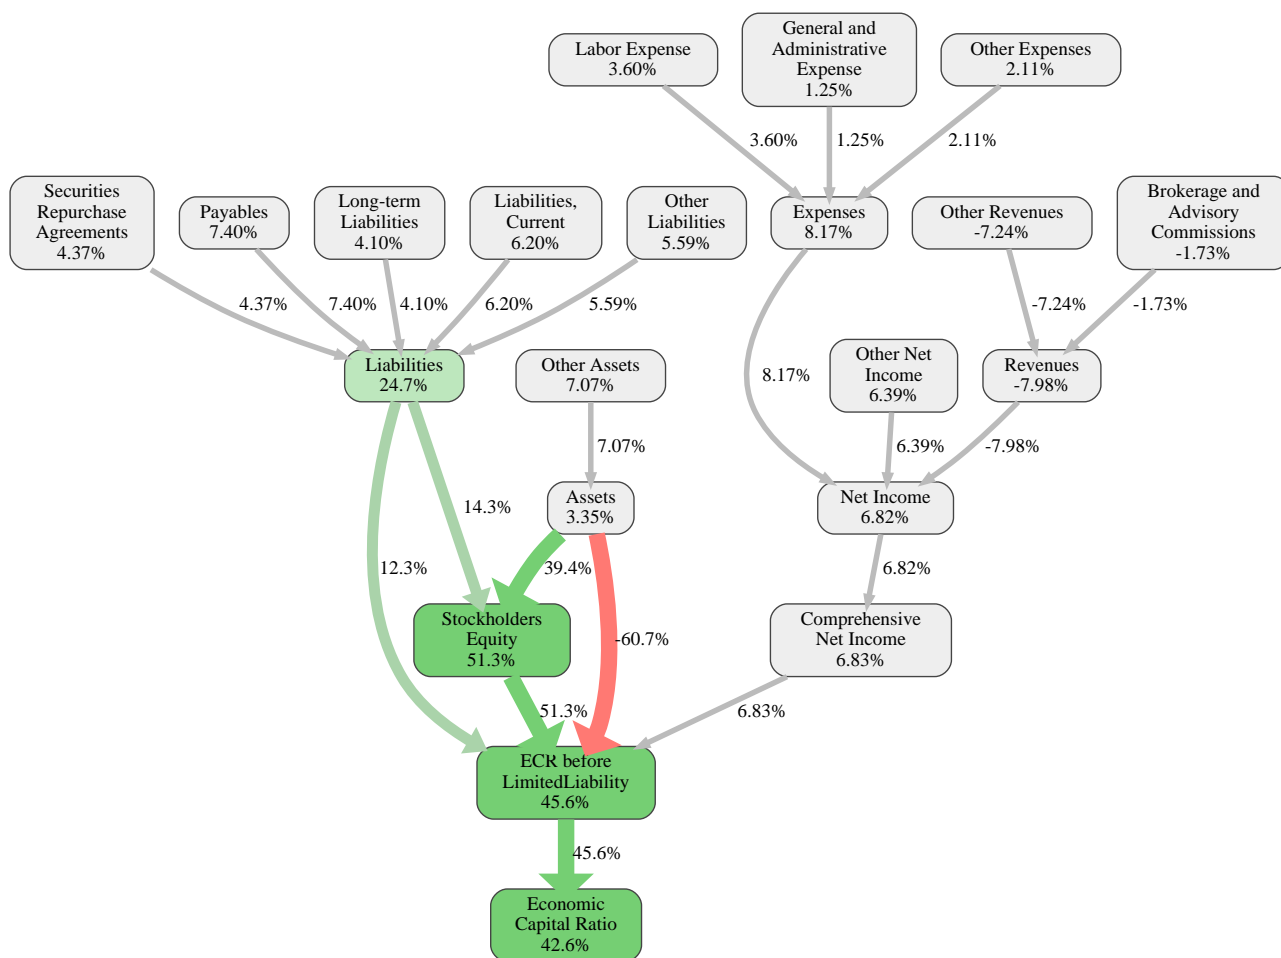 General and
Administrative
Expense
1.25%
Labor Expense
3.60%
Other Expenses
2.11%
3.60%
1.25%
2.11%
Securities
Repurchase
Agreements
4.37%
Payables
7.40%
Long-term
Liabilities
4.10%
Liabilities,
Current
6.20%
Other
Liabilities
5.59%
Expenses
8.17%
Other Revenues
-7.24%
Brokerage and
Advisory
Commissions
-1.73%
4.37%
7.40%
4.10%
6.20%
5.59%
-7.24%
-1.73%
Liabilities
24.7%
Other Assets
7.07%
8.17%
Other Net
Income
6.39%
Revenues
-7.98%
7.07%
6.39%
-7.98%
14.3%
Assets
3.35%
Net Income
6.82%
12.3%
39.4%
6.82%
Stockholders
Equity
51.3%
-60.7%
Comprehensive
Net Income
6.83%
51.3%
6.83%
ECR before
LimitedLiability
45.6%
45.6%
Economic
Capital Ratio
42.6%